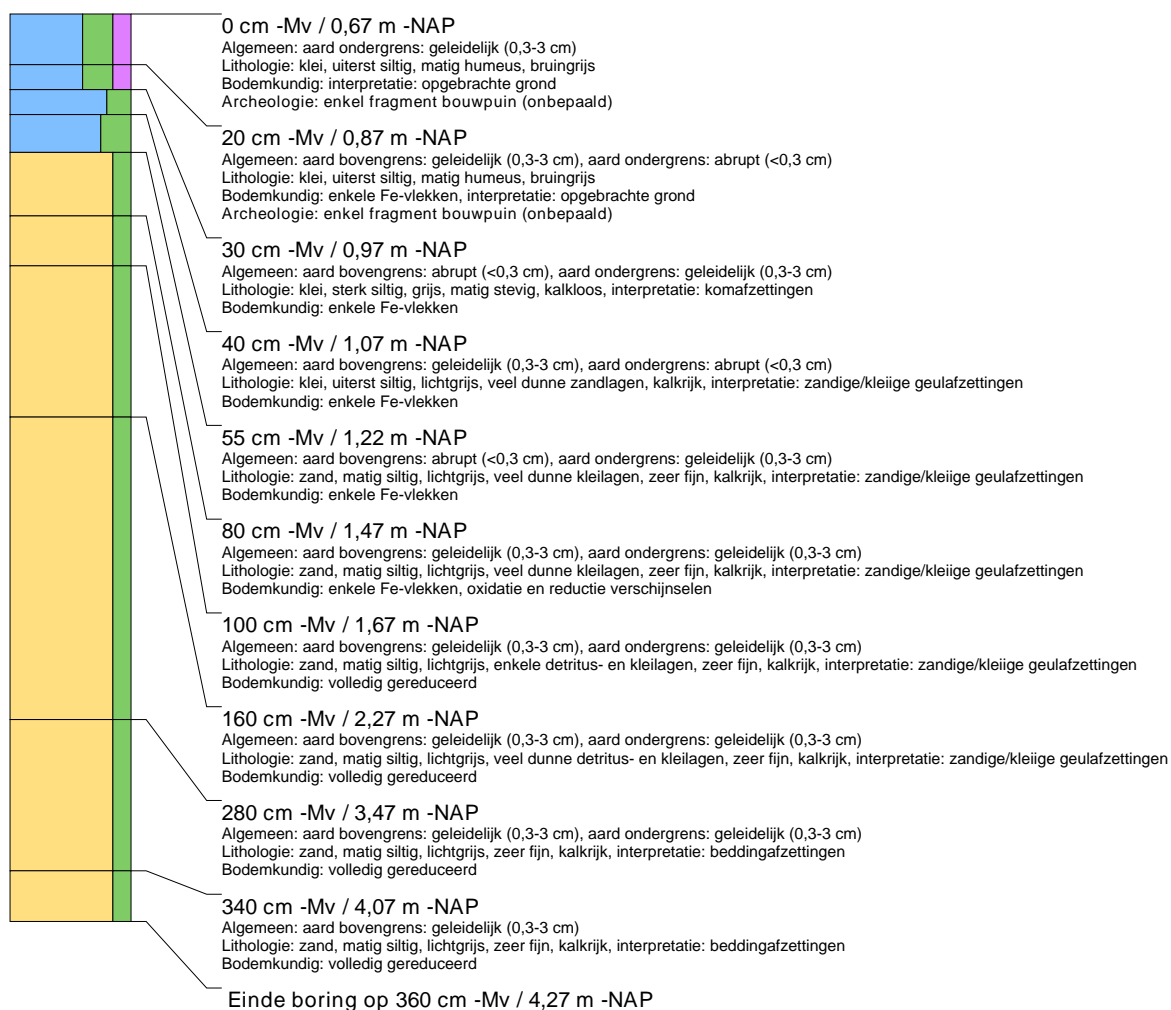 0 cm -Mv / 0,67 m -NAP
Algemeen: aard ondergrens: geleidelijk (0,3-3 cm)
Lithologie: klei, uiterst siltig, matig humeus, bruingrijs
Bodemkundig: interpretatie: opgebrachte grond
Archeologie: enkel fragment bouwpuin (onbepaald)
20 cm -Mv / 0,87 m -NAP
Algemeen: aard bovengrens: geleidelijk (0,3-3 cm), aard ondergrens: abrupt (<0,3 cm)
Lithologie: klei, uiterst siltig, matig humeus, bruingrijs
Bodemkundig: enkele Fe-vlekken, interpretatie: opgebrachte grond
Archeologie: enkel fragment bouwpuin (onbepaald)
30 cm -Mv / 0,97 m -NAP
Algemeen: aard bovengrens: abrupt (<0,3 cm), aard ondergrens: geleidelijk (0,3-3 cm)
Lithologie: klei, sterk siltig, grijs, matig stevig, kalkloos, interpretatie: komafzettingen
Bodemkundig: enkele Fe-vlekken
40 cm -Mv / 1,07 m -NAP
Algemeen: aard bovengrens: geleidelijk (0,3-3 cm), aard ondergrens: abrupt (<0,3 cm)
Lithologie: klei, uiterst siltig, lichtgrijs, veel dunne zandlagen, kalkrijk, interpretatie: zandige/kleiige geulafzettingen
Bodemkundig: enkele Fe-vlekken
55 cm -Mv / 1,22 m -NAP
Algemeen: aard bovengrens: abrupt (<0,3 cm), aard ondergrens: geleidelijk (0,3-3 cm)
Lithologie: zand, matig siltig, lichtgrijs, veel dunne kleilagen, zeer fijn, kalkrijk, interpretatie: zandige/kleiige geulafzettingen
Bodemkundig: enkele Fe-vlekken
80 cm -Mv / 1,47 m -NAP
Algemeen: aard bovengrens: geleidelijk (0,3-3 cm), aard ondergrens: geleidelijk (0,3-3 cm)
Lithologie: zand, matig siltig, lichtgrijs, veel dunne kleilagen, zeer fijn, kalkrijk, interpretatie: zandige/kleiige geulafzettingen
Bodemkundig: enkele Fe-vlekken, oxidatie en reductie verschijnselen
100 cm -Mv / 1,67 m -NAP
Algemeen: aard bovengrens: geleidelijk (0,3-3 cm), aard ondergrens: geleidelijk (0,3-3 cm)
Lithologie: zand, matig siltig, lichtgrijs, enkele detritus- en kleilagen, zeer fijn, kalkrijk, interpretatie: zandige/kleiige geulafzettingen
Bodemkundig: volledig gereduceerd
160 cm -Mv / 2,27 m -NAP
Algemeen: aard bovengrens: geleidelijk (0,3-3 cm), aard ondergrens: geleidelijk (0,3-3 cm)
Lithologie: zand, matig siltig, lichtgrijs, veel dunne detritus- en kleilagen, zeer fijn, kalkrijk, interpretatie: zandige/kleiige geulafzettingen
Bodemkundig: volledig gereduceerd
280 cm -Mv / 3,47 m -NAP
Algemeen: aard bovengrens: geleidelijk (0,3-3 cm), aard ondergrens: geleidelijk (0,3-3 cm)
Lithologie: zand, matig siltig, lichtgrijs, zeer fijn, kalkrijk, interpretatie: beddingafzettingen
Bodemkundig: volledig gereduceerd
340 cm -Mv / 4,07 m -NAP
Algemeen: aard bovengrens: geleidelijk (0,3-3 cm)
Lithologie: zand, matig siltig, lichtgrijs, zeer fijn, kalkrijk, interpretatie: beddingafzettingen
Bodemkundig: volledig gereduceerd
Einde boring op 360 cm -Mv / 4,27 m -NAP